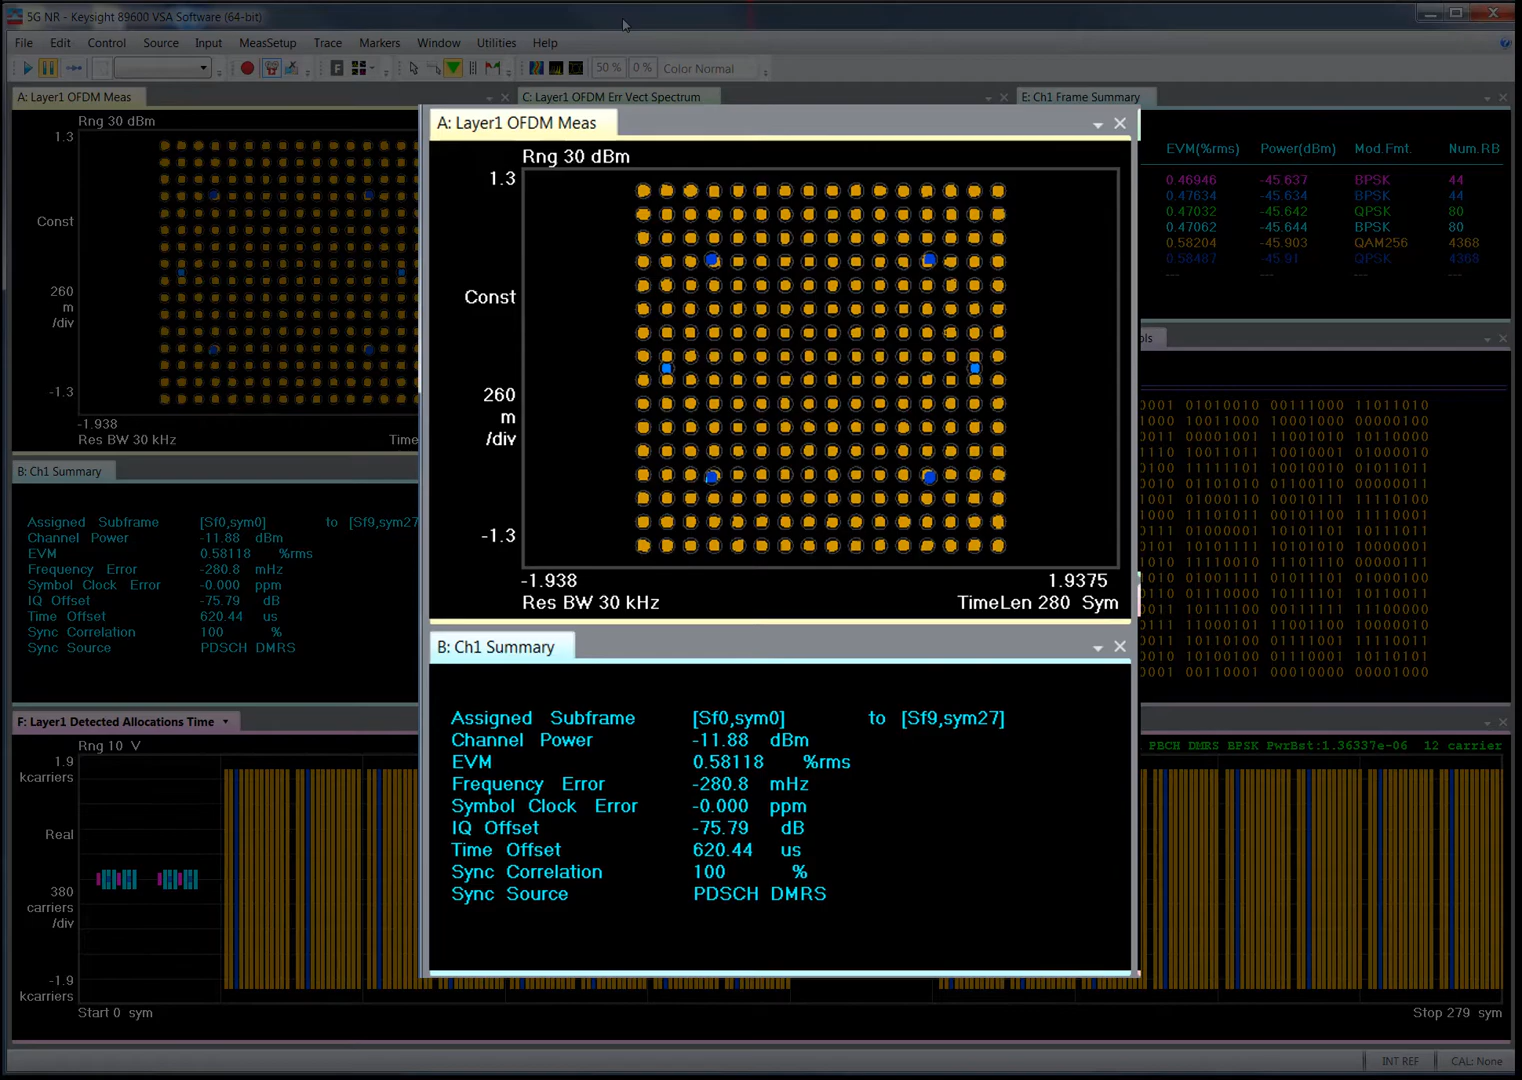 5G NR - Keysight 89600 VSA Software (64-bit)
File Edit Control Source Input MeasSetup Trace Markers Window Utilities Help
50 % 0 % Color Normal
A: Layer1 OFDM Meas
Rng 30 dBm
1.3
Const
260
m
/div
-1.3
-1.938
Res BW 30 kHz Time
B: Ch1 Summary
Assigned Subframe [Sf0,sym0] to [Sf9,sym27
Channel Power -11.88 dBm
EVM 0.58118 %rms
Frequency Error -280.8 mHz
Symbol Clock Error -0.000 ppm
IQ Offset -75.79 dB
Time Offset 620.44 us
Sync Correlation 100 %
Sync Source PDSCH DMRS
C: Layer1 OFDM Err Vect Spectrum
A: Layer1 OFDM Meas
Rng 30 dBm
1.3
Const
260
m
/div
-1.3
-1.938 1.9375
Res BW 30 kHz TimeLen 280 Sym
B: Ch1 Summary
Assigned Subframe [Sf0,sym0] to [Sf9,sym27]
Channel Power -11.88 dBm
EVM 0.58118 %rms
Frequency Error -280.8 mHz
Symbol Clock Error -0.000 ppm
IQ Offset -75.79 dB
Time Offset 620.44 us
Sync Correlation 100 %
Sync Source PDSCH DMRS
E: Ch1 Frame Summary
EVM(%rms) Power(dBm) Mod.Fmt. Num.RB
0.46946 -45.637 BPSK 44
0.47634 -45.634 BPSK 44
0.47032 -45.642 QPSK 80
0.47062 -45.644 QPSK 80
0.58204 -45.903 QAM256 4368
0.58487 -45.91 QPSK 4368
--- --- --- ---
ols
0001 01010010 00111000 11011010
F: Layer1 Detected Allocations Time
Rng 10 V
1.9
kcarriers
Real
380
carriers
/div
-1.9
kcarriers
Start 0 sym Stop 279 sym
PBCH DMRS BPSK PwrBst:1.36337e-06 12 carrier
INT REF CAL: None